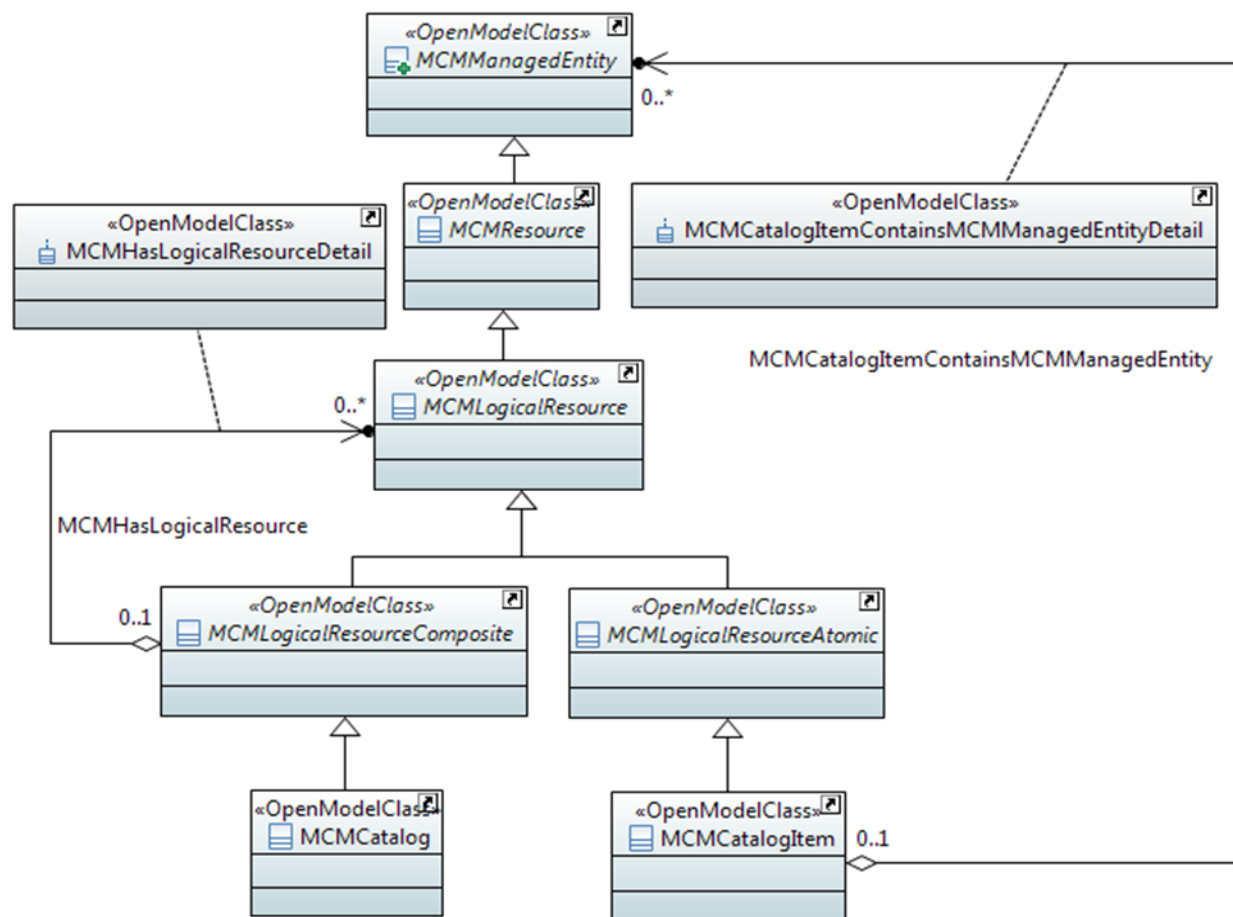 «OpenModelClass»
MCMManagedEntity
0..*
«OpenModelClass»
MCMResource
«OpenModelClass»
MCMHasLogicalResourceDetail
«OpenModelClass»
MCMCatalogItemContainsMCMManagedEntityDetail
MCMCatalogItemContainsMCMManagedEntity
«OpenModelClass»
MCMLogicalResource
0..*
MCMHasLogicalResource
0..1
«OpenModelClass»
MCMLogicalResourceComposite
«OpenModelClass»
MCMLogicalResourceAtomic
«OpenModelClass»
MCMCatalog
«OpenModelClass»
MCMCatalogItem
0..1